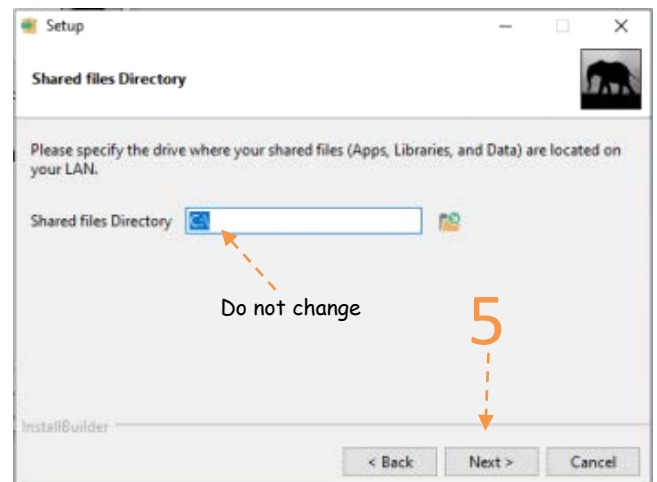 Setup
Shared files Directory
Please specify the drive where your shared files (Apps, Libraries, and Data) are located on
your LAN.
Shared files Directory C:\
Do not change
5
InstallBuilder
< Back Next > Cancel